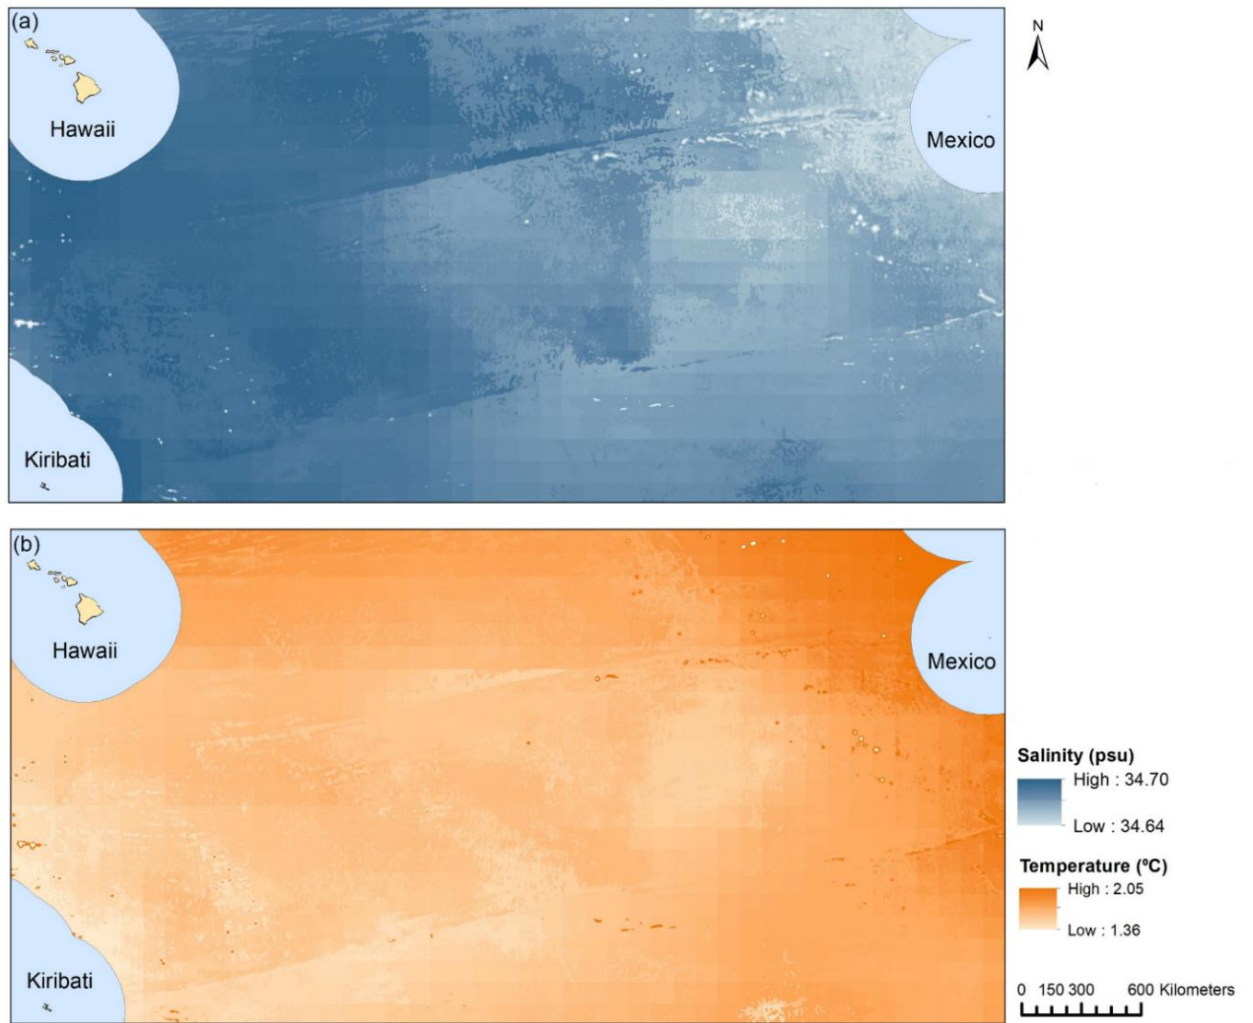 (a)
N
Hawaii
Mexico
Kiribati
(b)
Hawaii
Mexico
Kiribati
Salinity (psu)
High : 34.70
Low : 34.64
Temperature (ºC)
High : 2.05
Low : 1.36
0 150 300 600 Kilometers